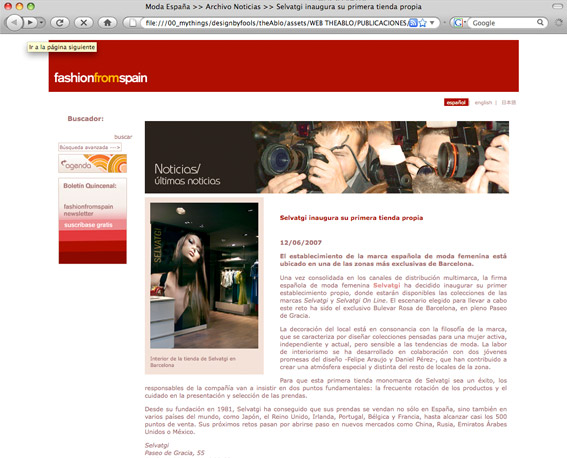 Moda España >> Archivo Noticias >> Selvatgi inaugura su primera tienda propia
file:///00_mythings/designbyfools/theAblo/assets/WEB THEABLO/PUBLICACIONES/
Google
Ir a la página siguiente
fashionfromspain
español english | 日本語
Buscador:
buscar
Búsqueda avanzada --->
agenda
Boletín Quincenal:
fashionfromspain
newsletter
suscríbase gratis
Noticias/
últimas noticias
SELVATGI
Interior de la tienda de Selvatgi en
Barcelona
Selvatgi inaugura su primera tienda propia
12/06/2007
El establecimiento de la marca española de moda femenina está
ubicado en una de las zonas más exclusivas de Barcelona.
Una vez consolidada en los canales de distribución multimarca, la firma
española de moda femenina Selvatgi ha decidido inaugurar su primer
establecimiento propio, donde estarán disponibles las colecciones de las
marcas Selvatgi y Selvatgi On Line. El escenario elegido para llevar a cabo
este reto ha sido el exclusivo Bulevar Rosa de Barcelona, en pleno Paseo
de Gracia.
La decoración del local está en consonancia con la filosofía de la marca,
que se caracteriza por diseñar colecciones pensadas para una mujer activa,
independiente y actual, pero sensible a las tendencias de moda. La labor
de interiorismo se ha desarrollado en colaboración con dos jóvenes
promesas del diseño -Felipe Araujo y Daniel Pérez-, que han contribuido a
crear una atmósfera especial y distinta del resto de locales de la zona.
Para que esta primera tienda monomarca de Selvatgi sea un éxito, los
responsables de la compañía van a insistir en dos puntos fundamentales: la frecuente rotación de los productos y el
cuidado en la presentación y selección de las prendas.
Desde su fundación en 1981, Selvatgi ha conseguido que sus prendas se vendan no sólo en España, sino también en
varios países del mundo, como Japón, el Reino Unido, Irlanda, Portugal, Bélgica y Francia, hasta alcanzar casi los 500
puntos de venta. Sus próximos retos pasan por abrirse paso en nuevos mercados como China, Rusia, Emiratos Árabes
Unidos o México.
Selvatgi
Paseo de Gracia, 55